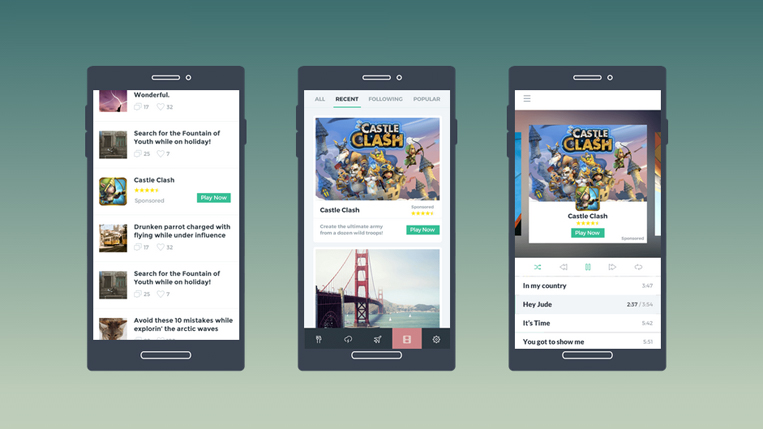 Wonderful.
17 32
Search for the Fountain of
Youth while on holiday!
25 7
Castle Clash
Sponsored
Play Now
Drunken parrot charged with
flying while under influence
17 32
Search for the Fountain of
Youth while on holiday!
25 7
Avoid these 10 mistakes while
explorin' the arctic waves
ALL RECENT FOLLOWING POPULAR
CASTLE
CLASH
Castle Clash
Sponsored
Create the ultimate army
from a dozen wild troops!
Play Now
CASTLE
CLASH
Castle Clash
Play Now
Sponsored
In my country 3:47
Hey Jude 2:37 / 3:54
It's Time 5:42
You got to show me 5:51